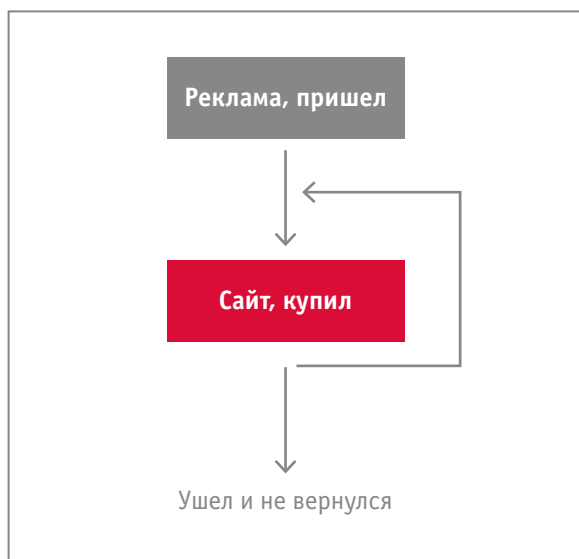 Реклама, пришел
Сайт, купил
Ушел и не вернулся